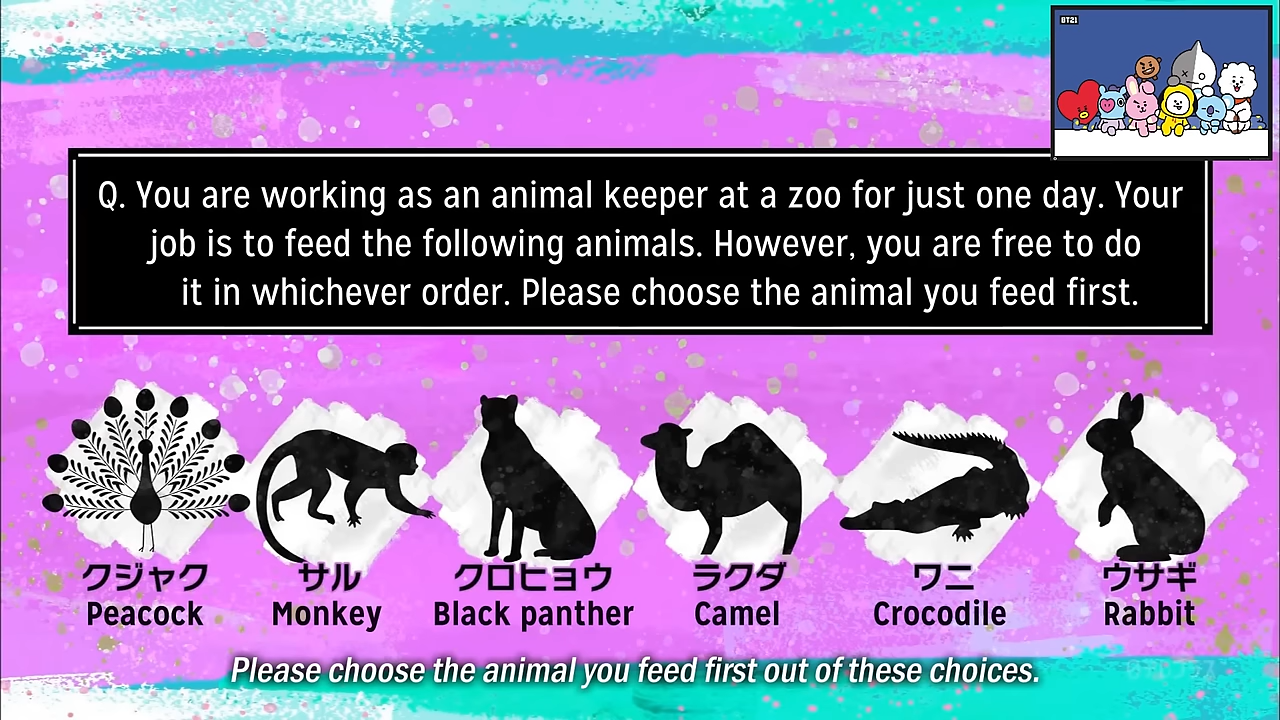 BT21
Q. You are working as an animal keeper at a zoo for just one day. Your
job is to feed the following animals. However, you are free to do
it in whichever order. Please choose the animal you feed first.
クジャク サル クロヒョウ ラクダ ワニ ウサギ
Peacock Monkey Black panther Camel Crocodile Rabbit
Please choose the animal you feed first out of these choices.